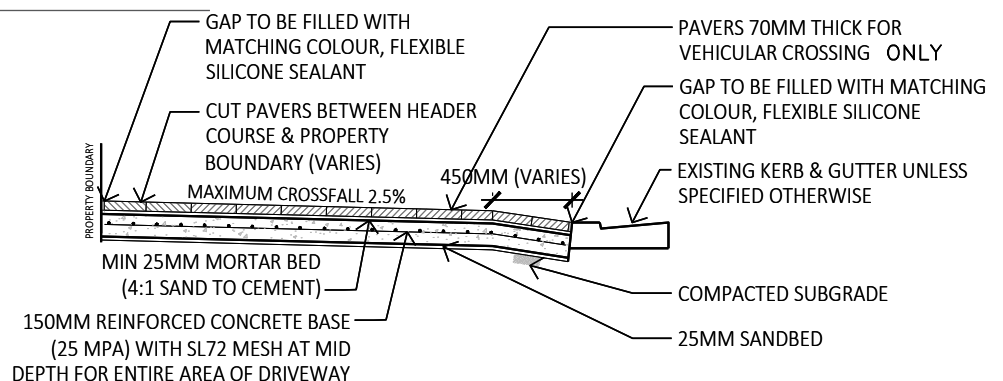 GAP TO BE FILLED WITH
MATCHING COLOUR, FLEXIBLE
SILICONE SEALANT
CUT PAVERS BETWEEN HEADER
COURSE & PROPERTY
BOUNDARY (VARIES)
PROPERTY BOUNDARY
MAXIMUM CROSSFALL 2.5%
450MM (VARIES)
PAVERS 70MM THICK FOR
VEHICULAR CROSSING ONLY
GAP TO BE FILLED WITH MATCHING
COLOUR, FLEXIBLE SILICONE
SEALANT
EXISTING KERB & GUTTER UNLESS
SPECIFIED OTHERWISE
MIN 25MM MORTAR BED
(4:1 SAND TO CEMENT)
150MM REINFORCED CONCRETE BASE
(25 MPA) WITH SL72 MESH AT MID
DEPTH FOR ENTIRE AREA OF DRIVEWAY
COMPACTED SUBGRADE
25MM SANDBED